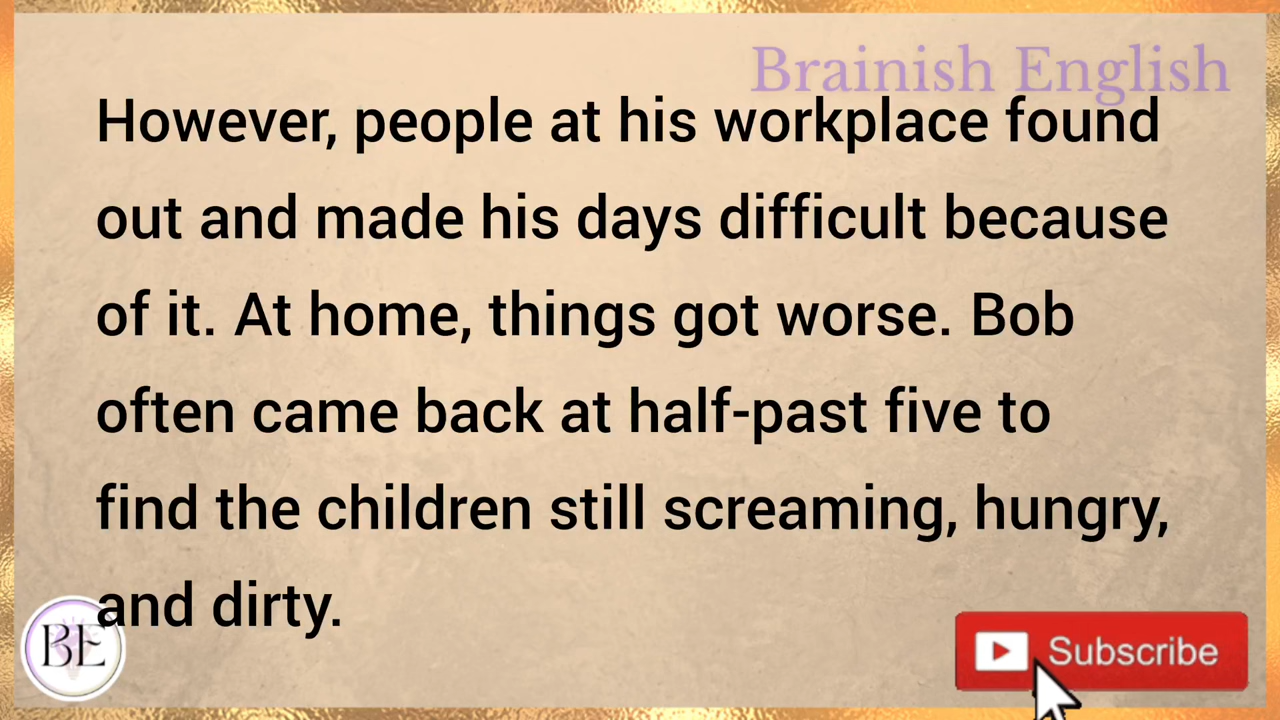 Brainish English
However, people at his workplace found
out and made his days difficult because
of it. At home, things got worse. Bob
often came back at half-past five to
find the children still screaming, hungry,
and dirty.
BE
Subscribe